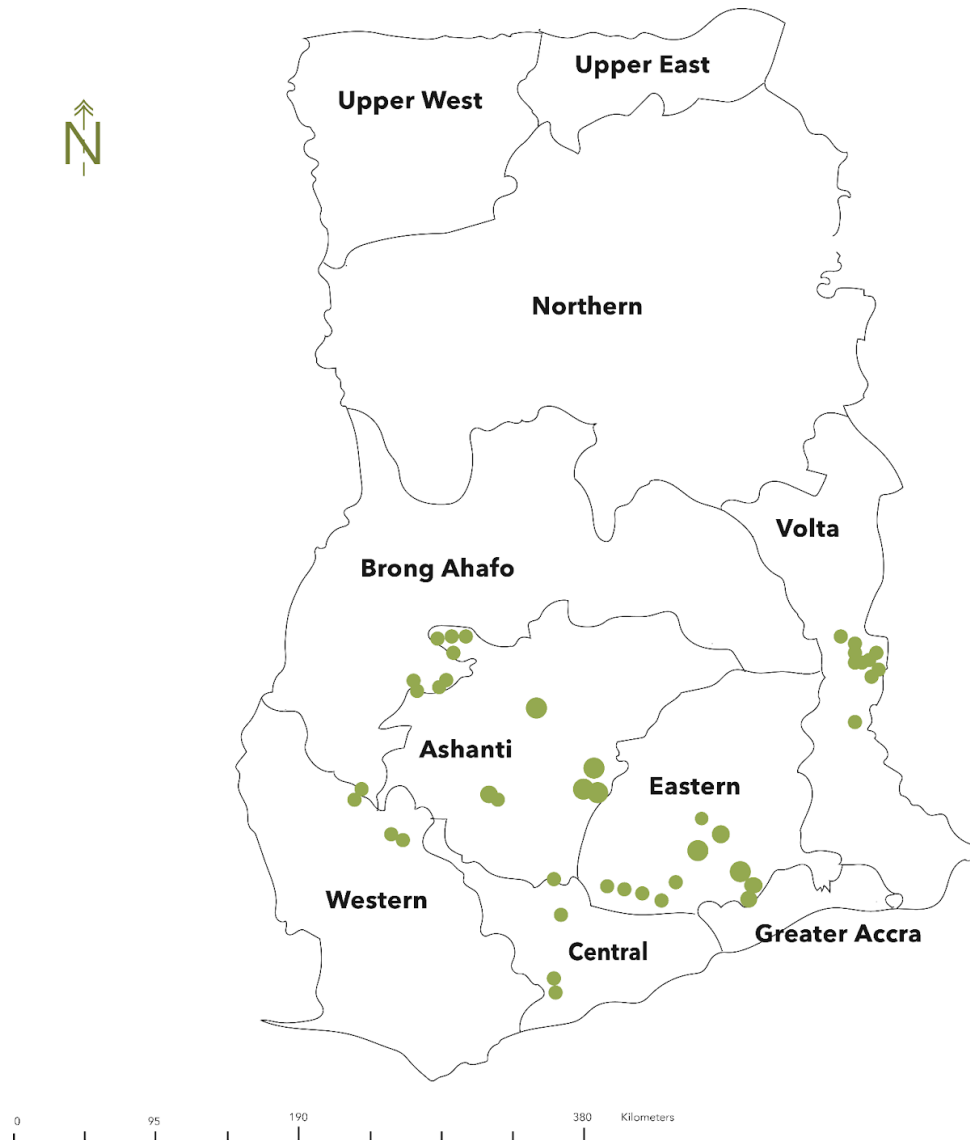 Upper East
Upper West
N
Northern
Volta
Brong Ahafo
Ashanti
Eastern
Western
Greater Accra
Central
0 95 190 380 Kilometers